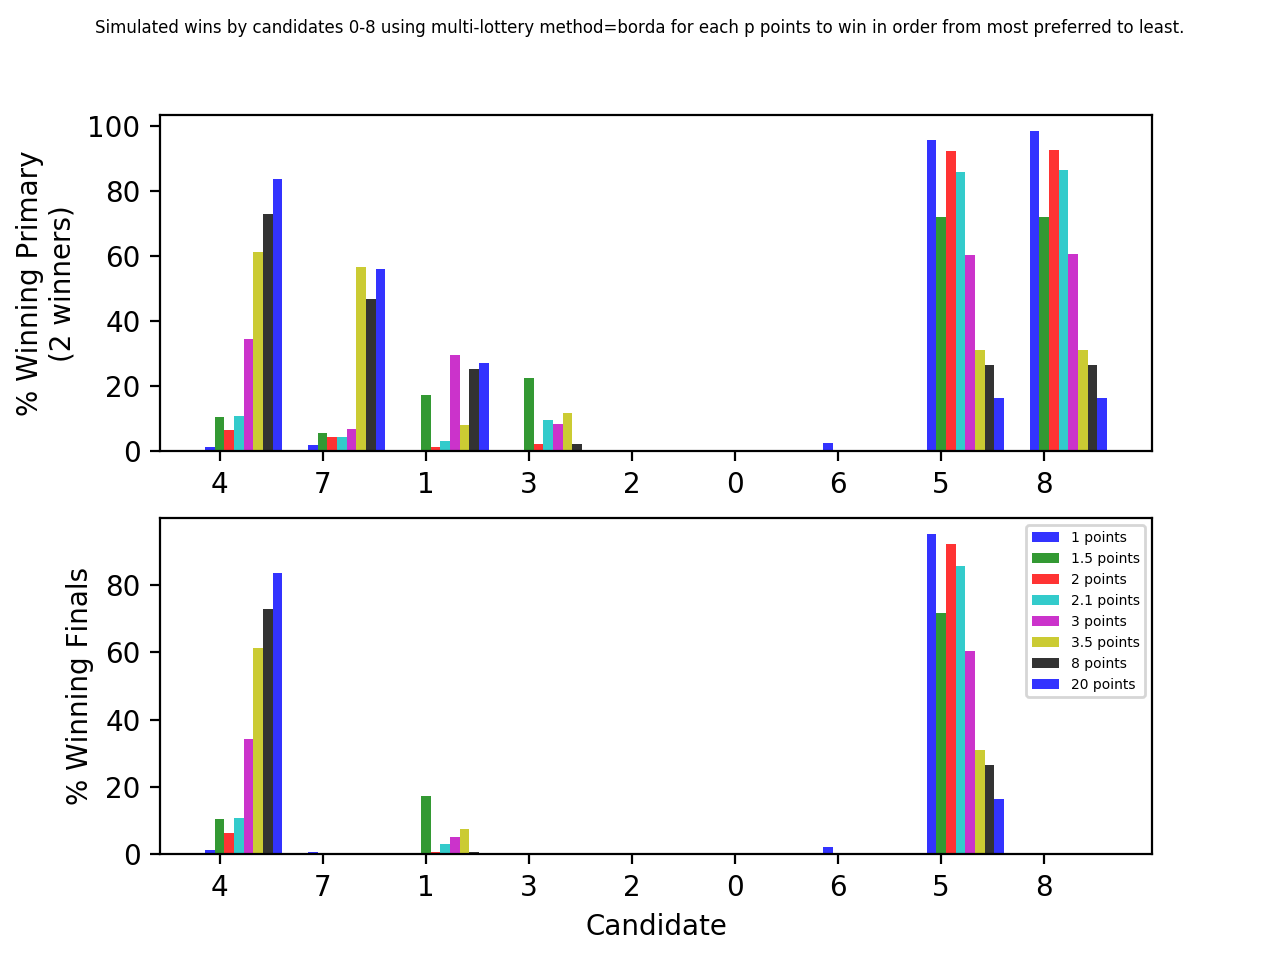 Simulated wins by candidates 0-8 using multi-lottery method=borda for each p points to win in order from most preferred to least.
% Winning Primary
(2 winners)
100
80
60
40
20
0
4 7 1 3 2 0 6 5 8
% Winning Finals
80
60
40
20
0
1 points
1.5 points
2 points
2.1 points
3 points
3.5 points
8 points
20 points
4 7 1 3 2 0 6 5 8
Candidate